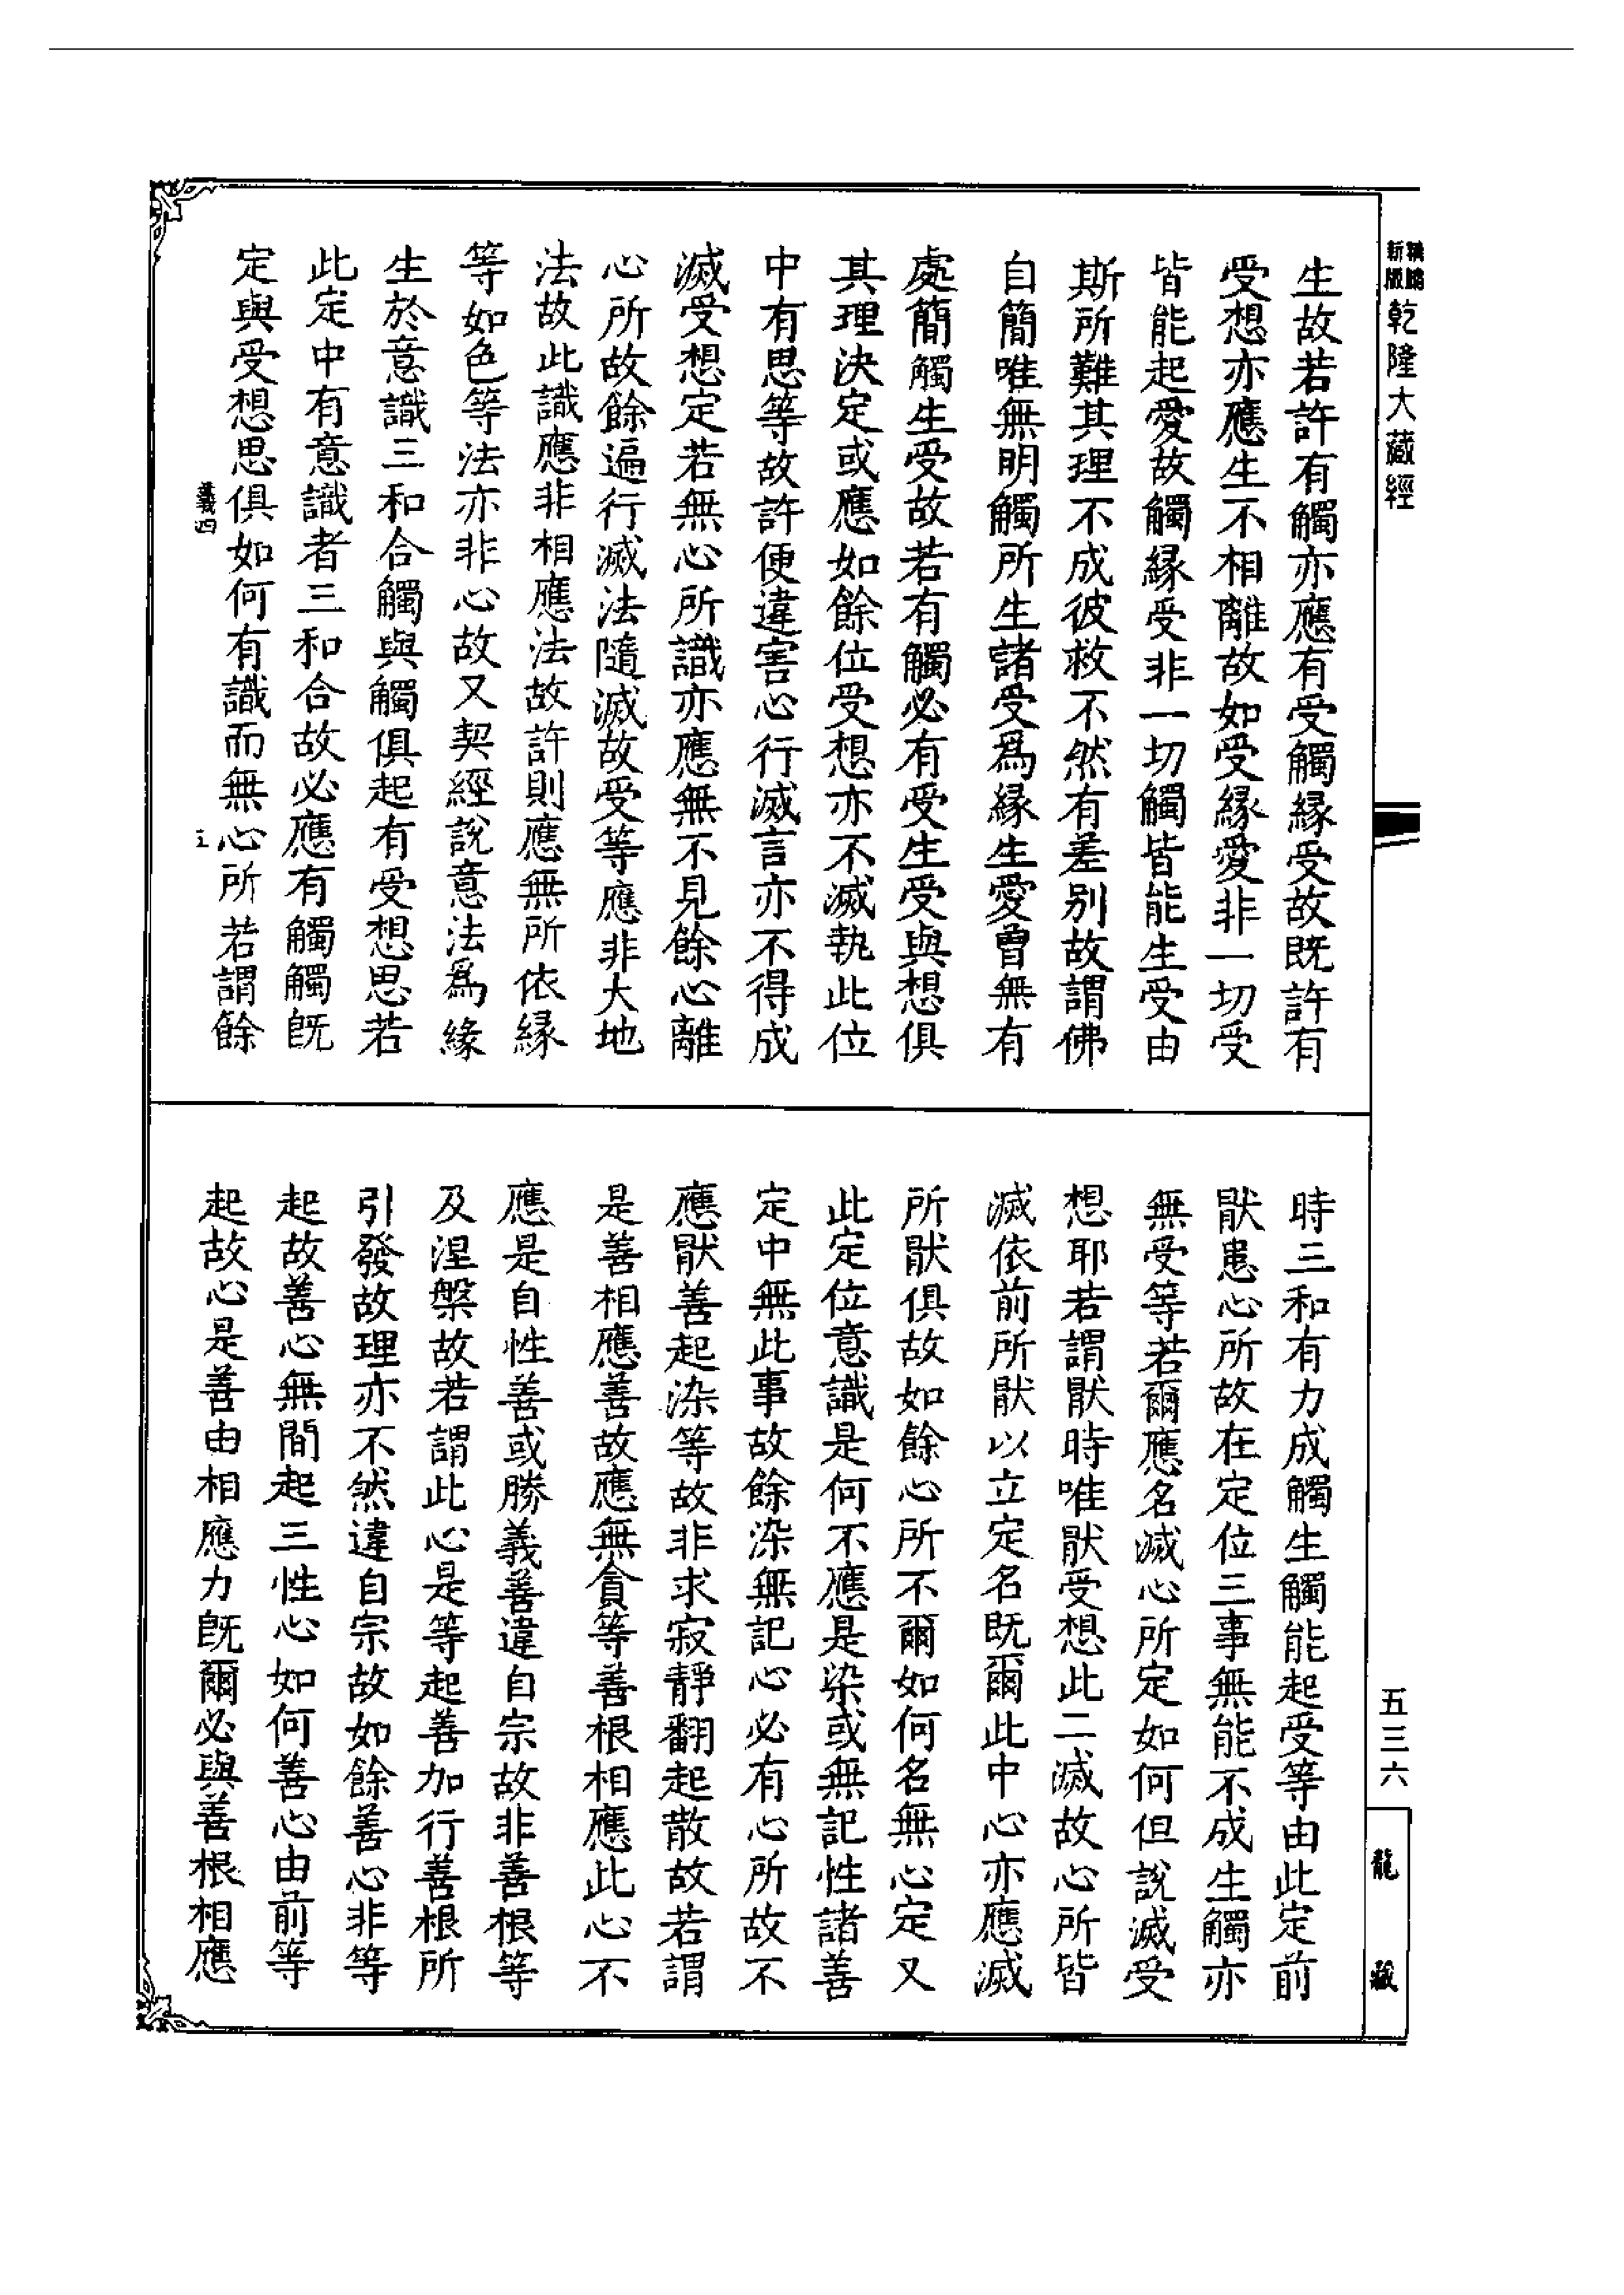 新版
乾隆大藏經
生故若許有觸亦應有受觸緣受故既許有
受想亦應生不相離故如受緣愛非一切受
皆能起愛故觸緣受非一切觸皆能生受由
斯所難其理不成彼救不然有差別故謂佛
自簡唯無明觸所生諸受爲緣生愛曾無有
處簡觸生受故若有觸必有受生受與想俱
其理決定或應如餘位受想亦不滅執此位
中有思等故許便違害心行滅言亦不得成
滅受想定若無心所識亦應無不見餘心離
心所故餘遍行滅法隨滅故受等應非大地
法故此識應非相應法故許則應無所依緣
等如色等法亦非心故又契經說意法爲緣
生於意識三和合觸與觸俱起有受想思若
此定中有意識者三和合故必應有觸觸既
定與受想思俱如何有識而無心所若謂餘
五
時三和有力成觸生觸能起受等由此定前
猒患心所故在定位三事無能不成生觸亦
無受等若爾應名滅心所定如何但說滅受
想耶若謂猒時唯猒受想此二滅故心所皆
滅依前所猒以立定名既爾此中心亦應滅
所猒俱故如餘心所不爾如何名無心定又
此定位意識是何不應是染或無記性諸善
定中無此事故餘染無記心必有心所故不
應猒善起染等故非求寂靜翻起散故若謂
是善相應善故應無貪等善根相應此心不
應是自性善或勝義善違自宗故非善根等
及涅槃故若謂此心是等起善加行善根所
引發故理亦不然違自宗故如餘善心非等
起故善心無間起三性心如何善心由前等
起故心是善由相應力既爾必與善根相應
五三六
龍藏